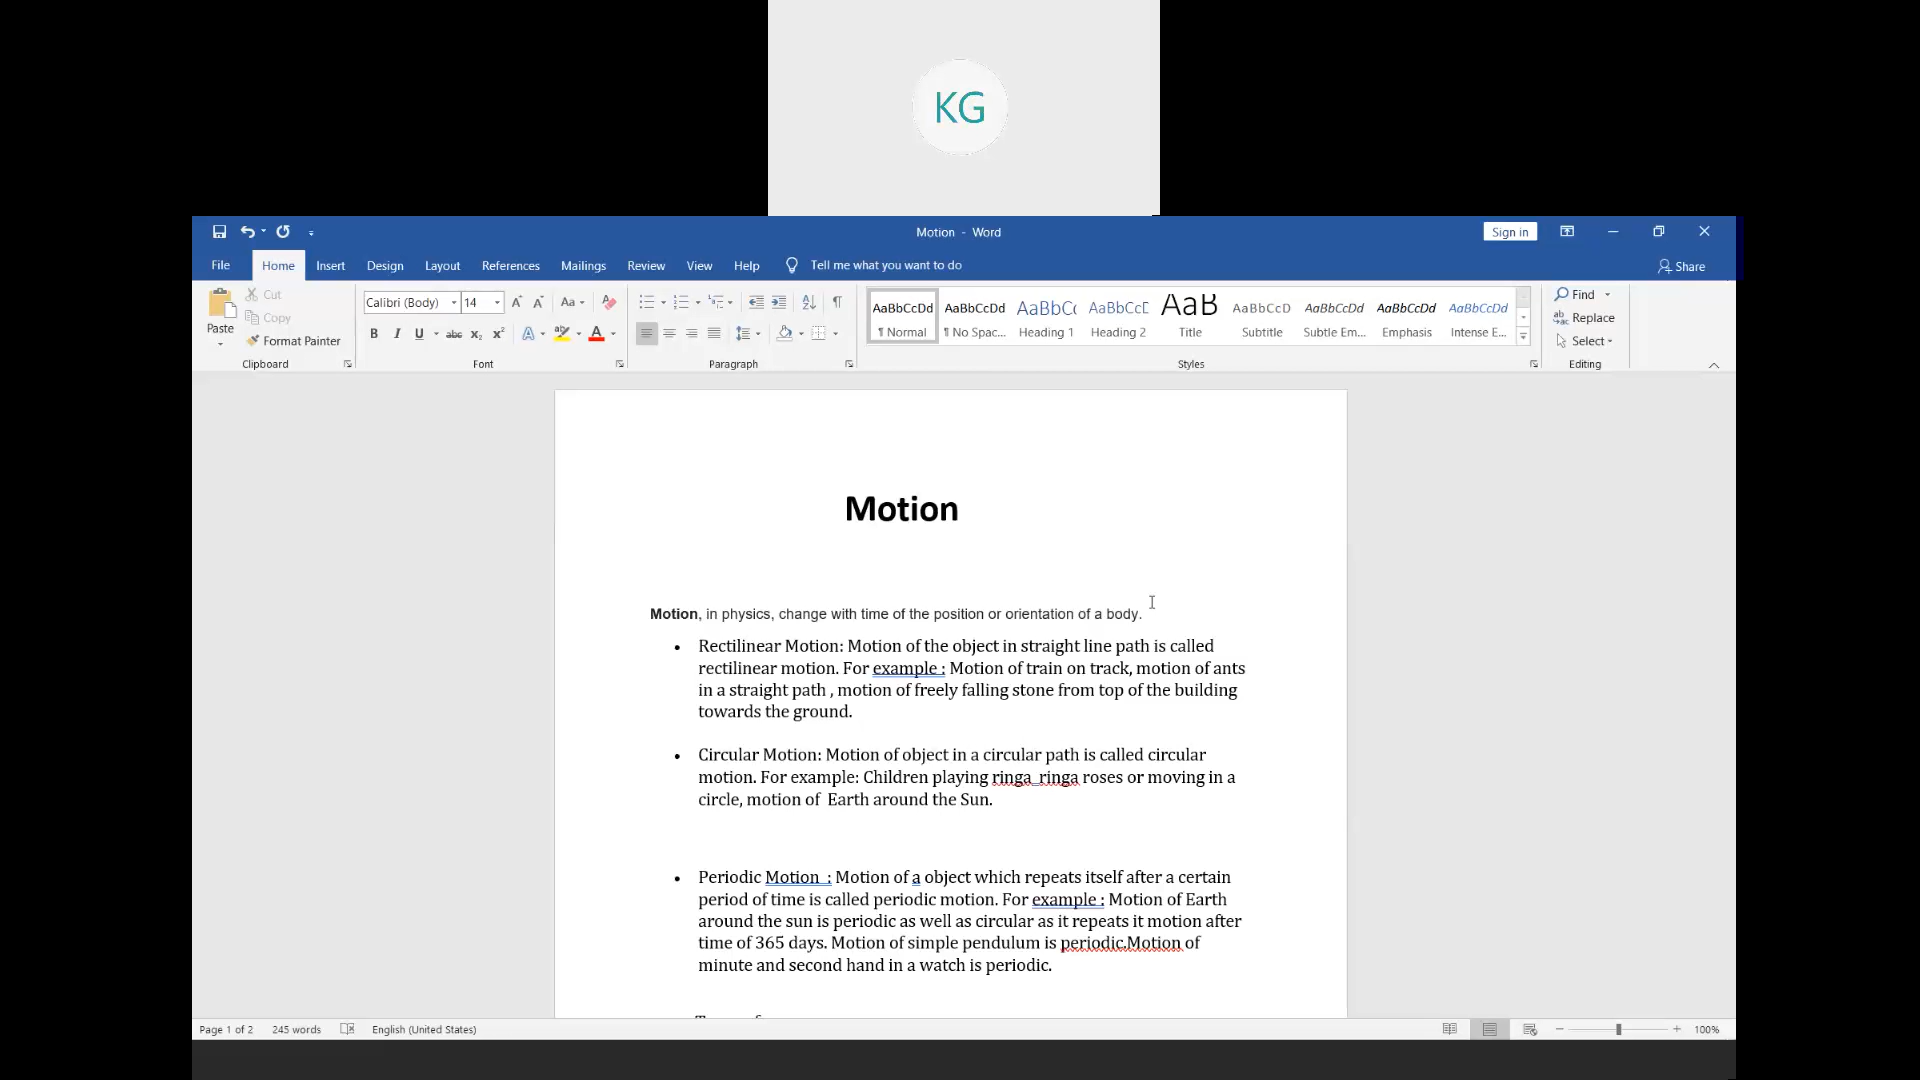 KG
Motion - Word
Sign in
File Home Insert Design Layout References Mailings Review View Help Tell me what you want to do
Share
Paste
Cut
Copy
Format Painter
Clipboard
Calibri (Body) 14
Font
Paragraph
AaBbCcDd AaBbCcDd AaBbC AaBbCcE AaB AaBbCcD AaBbCcDd AaBbCcDd AaBbCcDd
¶ Normal ¶ No Spac... Heading 1 Heading 2 Title Subtitle Subtle Em... Emphasis Intense E...
Styles
Find
Replace
Select
Editing
Motion
Motion, in physics, change with time of the position or orientation of a body.
• Rectilinear Motion: Motion of the object in straight line path is called
rectilinear motion. For example : Motion of train on track, motion of ants
in a straight path , motion of freely falling stone from top of the building
towards the ground.
• Circular Motion: Motion of object in a circular path is called circular
motion. For example: Children playing ringa ringa roses or moving in a
circle, motion of Earth around the Sun.
• Periodic Motion : Motion of a object which repeats itself after a certain
period of time is called periodic motion. For example : Motion of Earth
around the sun is periodic as well as circular as it repeats it motion after
time of 365 days. Motion of simple pendulum is periodic.Motion of
minute and second hand in a watch is periodic.
Page 1 of 2 245 words English (United States) 100%